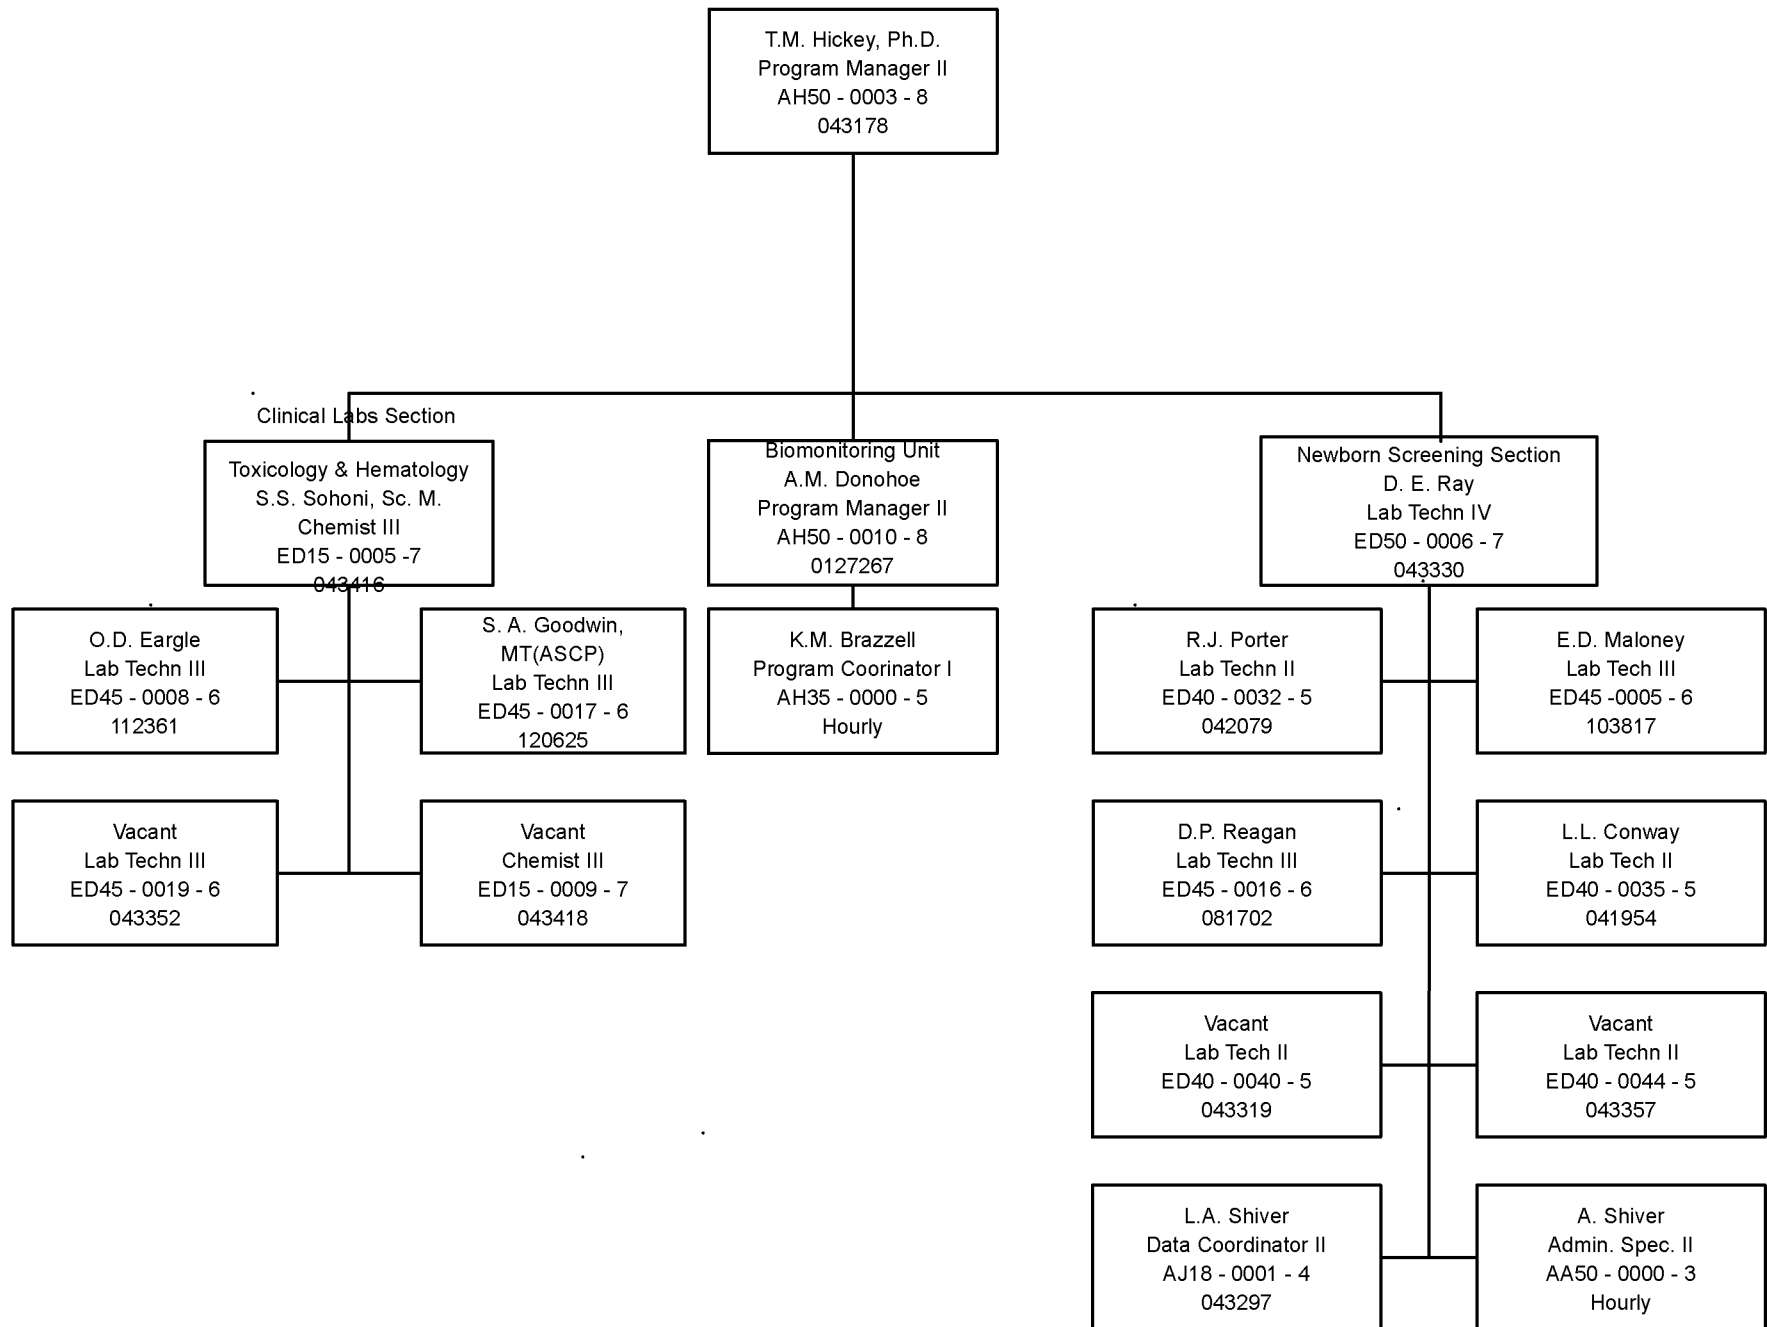 T.M. Hickey, Ph.D.
Program Manager II
AH50 - 0003 - 8
043178
Clinical Labs Section
Toxicology & Hematology
S.S. Sohoni, Sc. M.
Chemist III
ED15 - 0005 -7
043416
Biomonitoring Unit
A.M. Donohoe
Program Manager II
AH50 - 0010 - 8
0127267
Newborn Screening Section
D. E. Ray
Lab Techn IV
ED50 - 0006 - 7
043330
O.D. Eargle
Lab Techn III
ED45 - 0008 - 6
112361
S. A. Goodwin,
MT(ASCP)
Lab Techn III
ED45 - 0017 - 6
120625
K.M. Brazzell
Program Coorinator I
AH35 - 0000 - 5
Hourly
R.J. Porter
Lab Techn II
ED40 - 0032 - 5
042079
E.D. Maloney
Lab Tech III
ED45 -0005 - 6
103817
Vacant
Lab Techn III
ED45 - 0019 - 6
043352
Vacant
Chemist III
ED15 - 0009 - 7
043418
D.P. Reagan
Lab Techn III
ED45 - 0016 - 6
081702
L.L. Conway
Lab Tech II
ED40 - 0035 - 5
041954
Vacant
Lab Tech II
ED40 - 0040 - 5
043319
Vacant
Lab Techn II
ED40 - 0044 - 5
043357
L.A. Shiver
Data Coordinator II
AJ18 - 0001 - 4
043297
A. Shiver
Admin. Spec. II
AA50 - 0000 - 3
Hourly